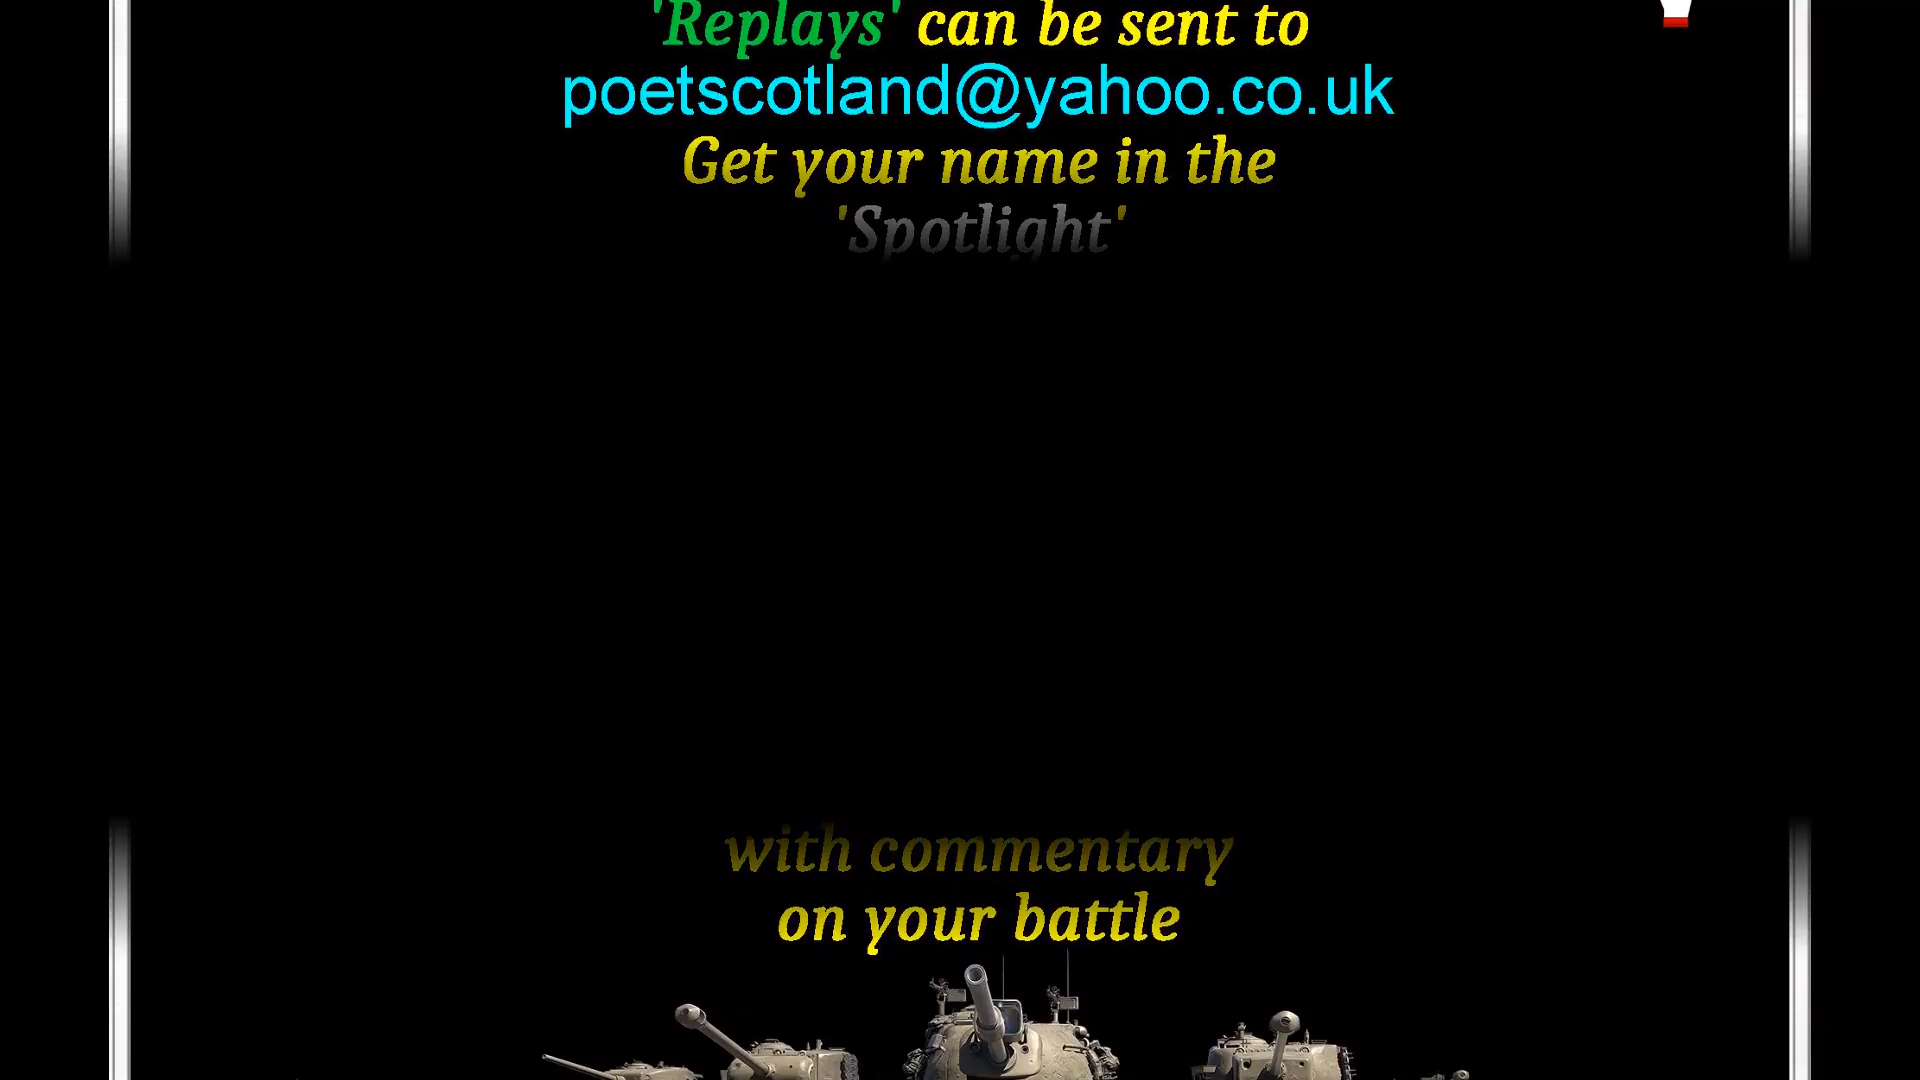 'Replays' can be sent to
poetscotland@yahoo.co.uk
Get your name in the
'Spotlight'
with commentary
on your battle